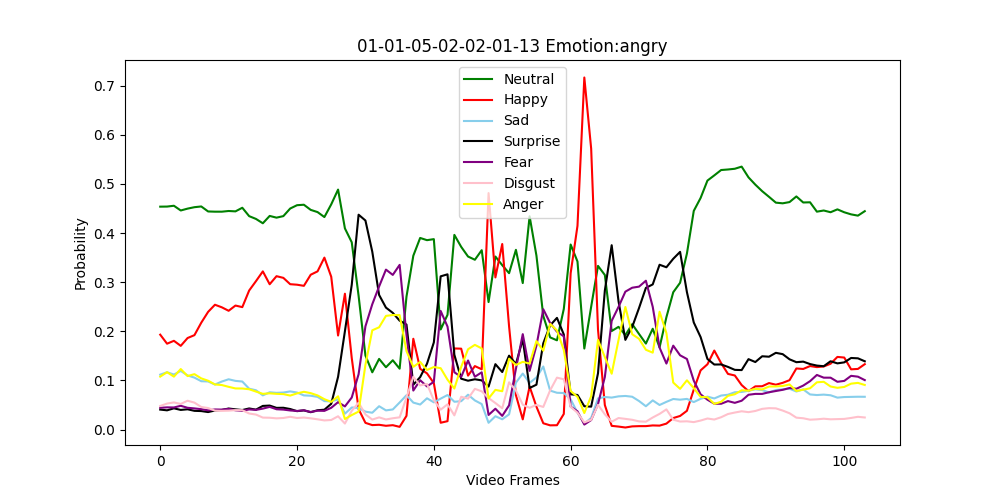 01-01-05-02-02-01-13 Emotion:angry
Neutral
Happy
Sad
Surprise
Fear
Disgust
Anger
Probability
0.7
0.6
0.5
0.4
0.3
0.2
0.1
0.0
0 20 40 60 80 100
Video Frames